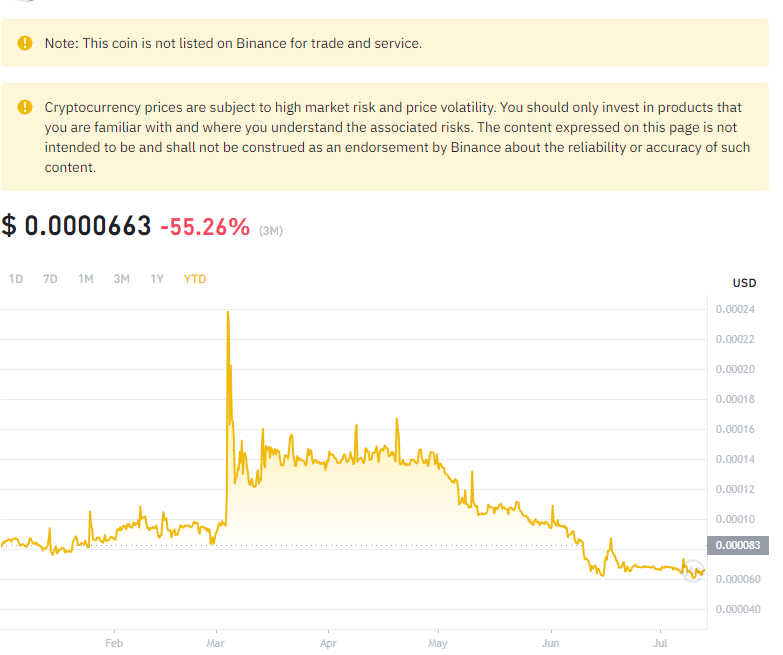 Note: This coin is not listed on Binance for trade and service.
Cryptocurrency prices are subject to high market risk and price volatility. You should only invest in products that
you are familiar with and where you understand the associated risks. The content expressed on this page is not
intended to be and shall not be construed as an endorsement by Binance about the reliability or accuracy of such
content.
$ 0.0000663 -55.26% (3M)
1D 7D 1M 3M 1Y YTD
USD
0.00024
0.00022
0.00020
0.00018
0.00016
0.00014
0.00012
0.00010
0.000083
0.000060
0.000040
Feb Mar Apr May Jun Jul